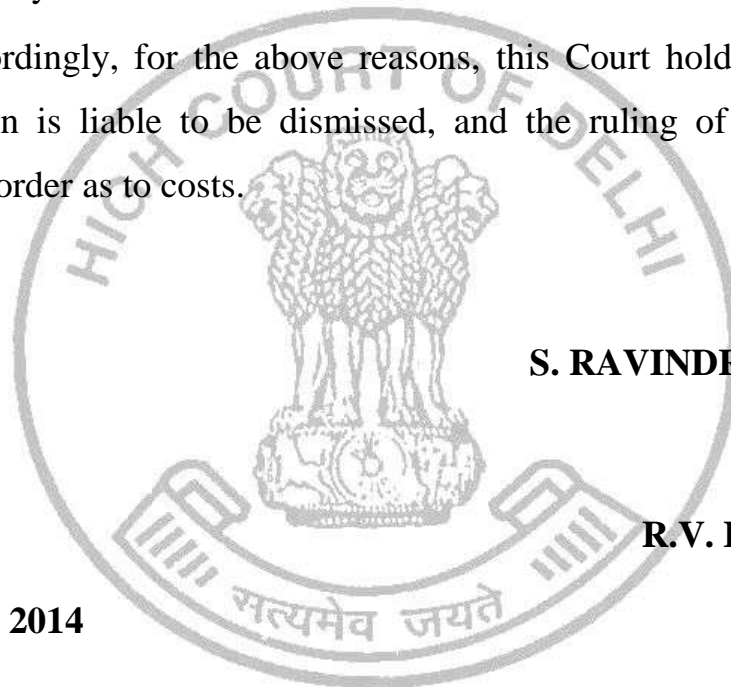 ordingly, for the above reasons, this Court hold
n is liable to be dismissed, and the ruling of
order as to costs.
HIGH COURT OF DELHI
S. RAVINDR
R.V.
सत्यमेव जयते
2014